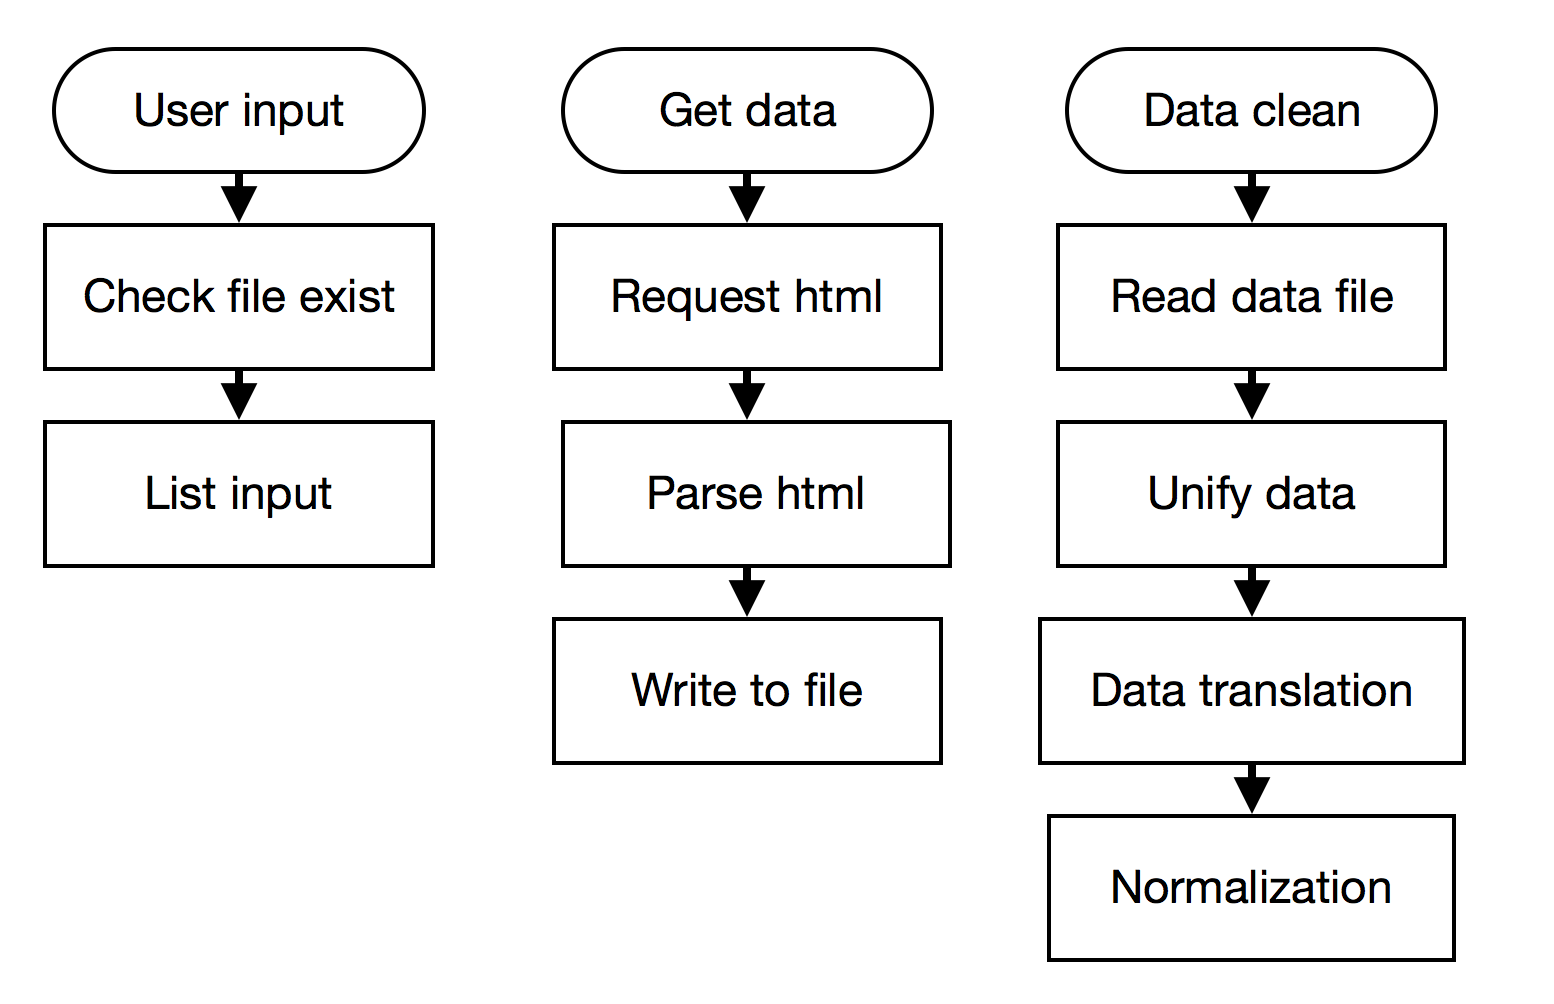 User input
Check file exist
List input
Get data
Request html
Parse html
Write to file
Data clean
Read data file
Unify data
Data translation
Normalization